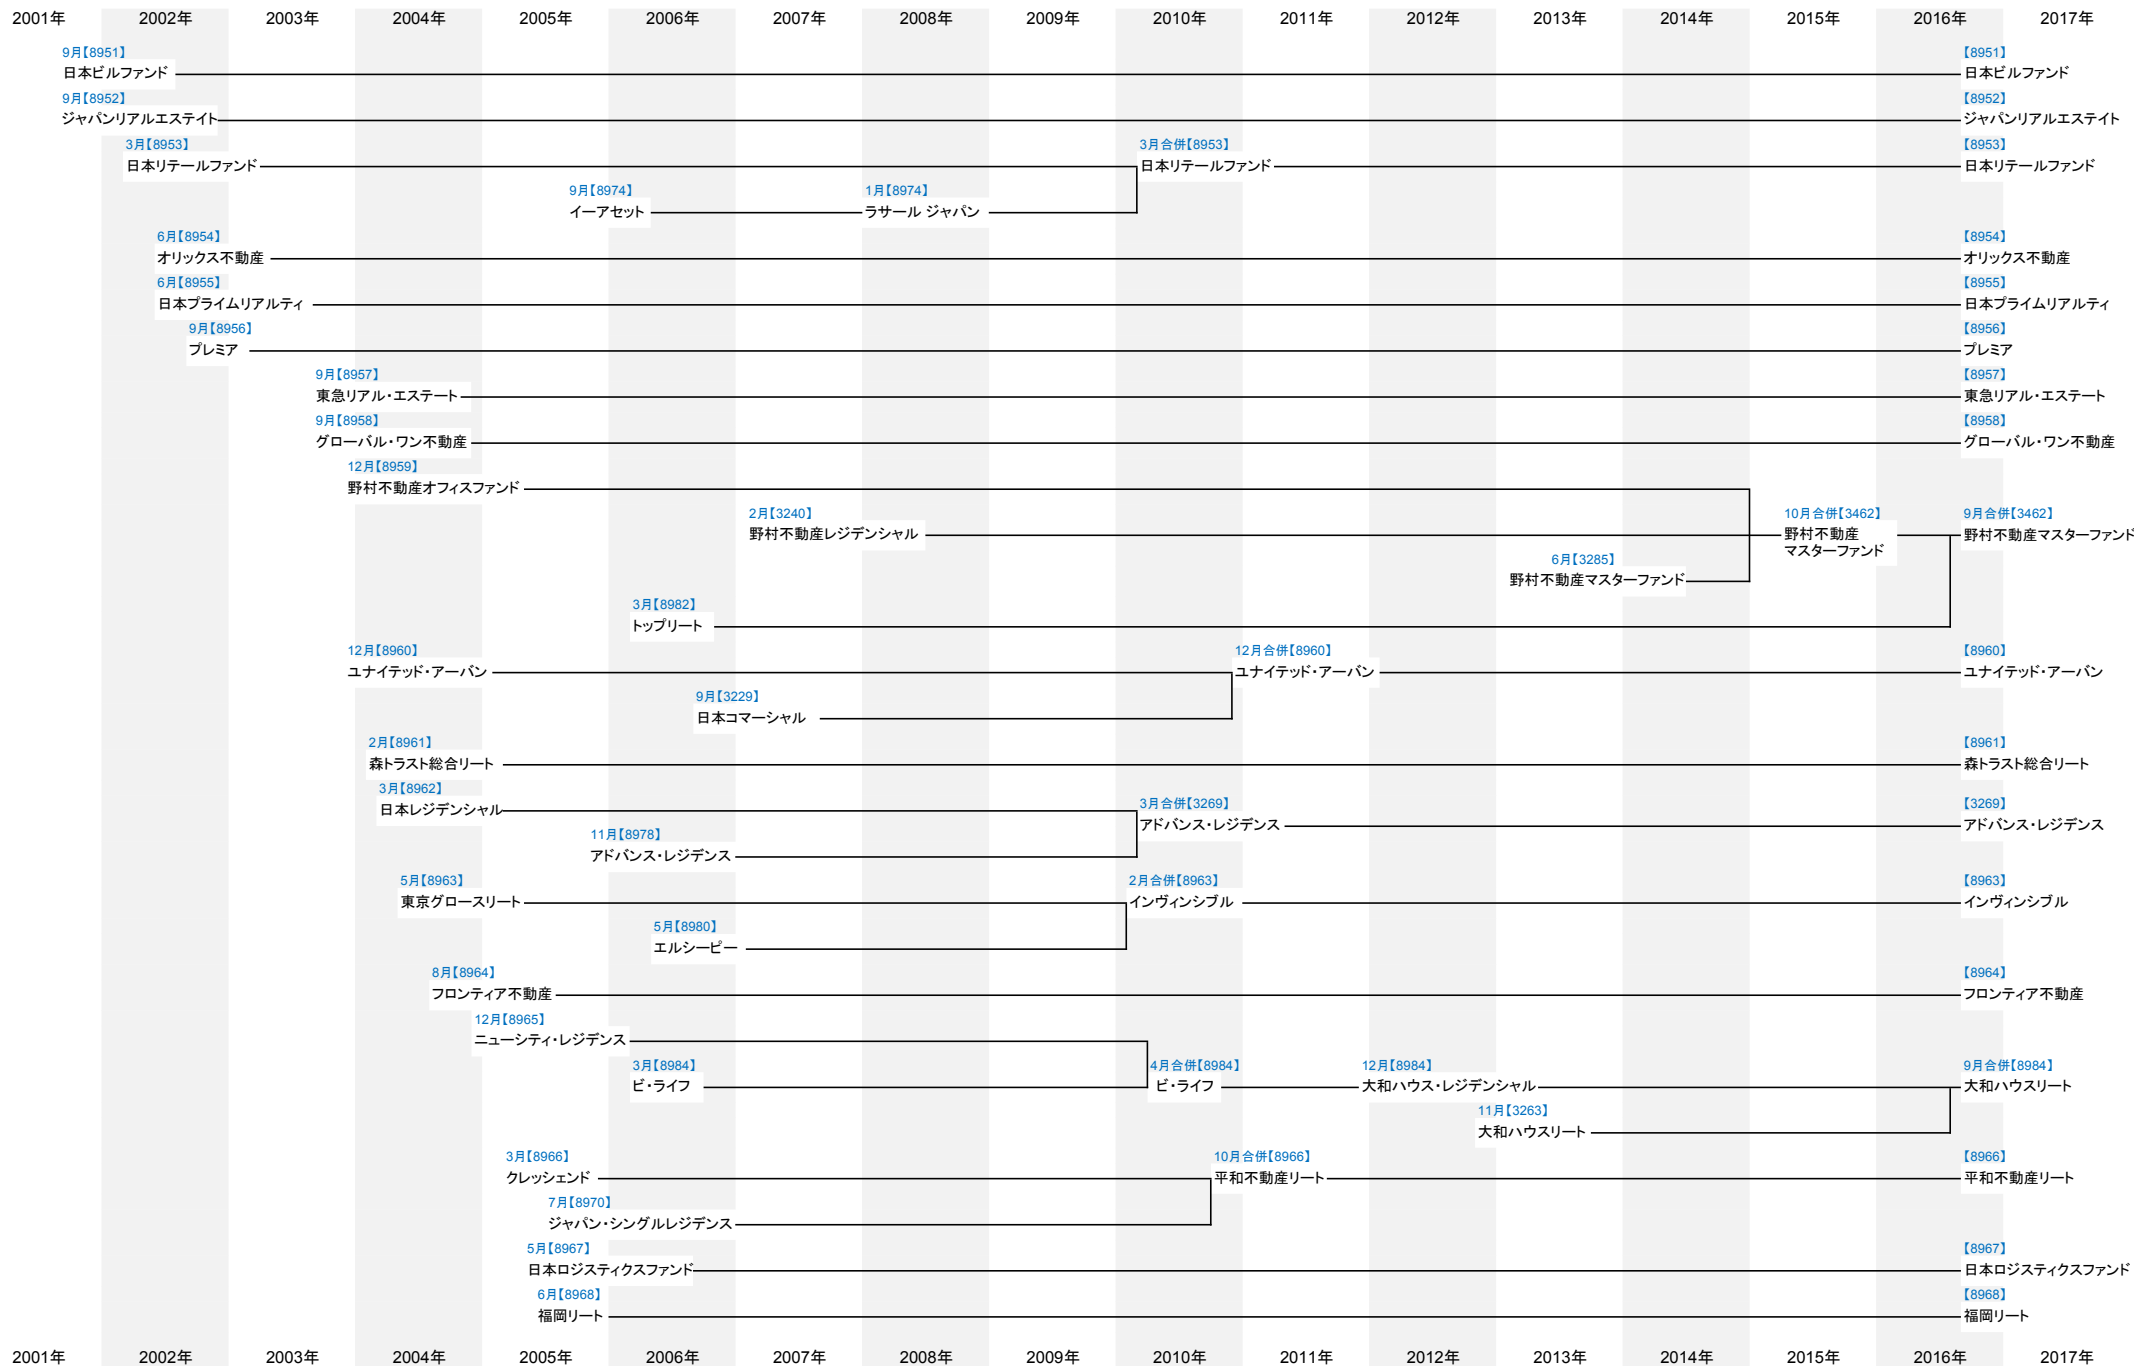 2001年 2002年 2003年 2004年 2005年 2006年 2007年 2008年 2009年 2010年 2011年 2012年 2013年 2014年 2015年 2016年 2017年
9月【8951】 【8951】
日本ビルファンド 日本ビルファンド
9月【8952】 【8952】
ジャパンリアルエステイト ジャパンリアルエステイト
3月【8953】 3月合併【8953】 【8953】
日本リテールファンド 日本リテールファンド 日本リテールファンド
9月【8974】 1月【8974】
イーアセット ラサール ジャパン
6月【8954】 【8954】
オリックス不動産 オリックス不動産
6月【8955】 【8955】
日本プライムリアルティ 日本プライムリアルティ
9月【8956】 【8956】
プレミア プレミア
9月【8957】 【8957】
東急リアル・エステート 東急リアル・エステート
9月【8958】 【8958】
グローバル・ワン不動産 グローバル・ワン不動産
12月【8959】
野村不動産オフィスファンド
2月【3240】 10月合併【3462】 9月合併【3462】
野村不動産レジデンシャル 野村不動産 野村不動産マスターファンド
マスターファンド
6月【3285】
野村不動産マスターファンド
3月【8982】
トップリート
12月【8960】 12月合併【8960】 【8960】
ユナイテッド・アーバン ユナイテッド・アーバン ユナイテッド・アーバン
9月【3229】
日本コマーシャル
2月【8961】 【8961】
森トラスト総合リート 森トラスト総合リート
3月【8962】
日本レジデンシャル
3月合併【3269】 【3269】
アドバンス・レジデンス アドバンス・レジデンス
11月【8978】
アドバンス・レジデンス
5月【8963】 2月合併【8963】 【8963】
東京グロースリート インヴィンシブル インヴィンシブル
5月【8980】
エルシーピー
8月【8964】 【8964】
フロンティア不動産 フロンティア不動産
12月【8965】
ニューシティ・レジデンス
3月【8984】 4月合併【8984】 12月【8984】 9月合併【8984】
ビ・ライフ ビ・ライフ 大和ハウス・レジデンシャル 大和ハウスリート
11月【3263】
大和ハウスリート
3月【8966】 10月合併【8966】 【8966】
クレッシェンド 平和不動産リート 平和不動産リート
7月【8970】
ジャパン・シングルレジデンス
5月【8967】 【8967】
日本ロジスティクスファンド 日本ロジスティクスファンド
6月【8968】 【8968】
福岡リート 福岡リート
2001年 2002年 2003年 2004年 2005年 2006年 2007年 2008年 2009年 2010年 2011年 2012年 2013年 2014年 2015年 2016年 2017年